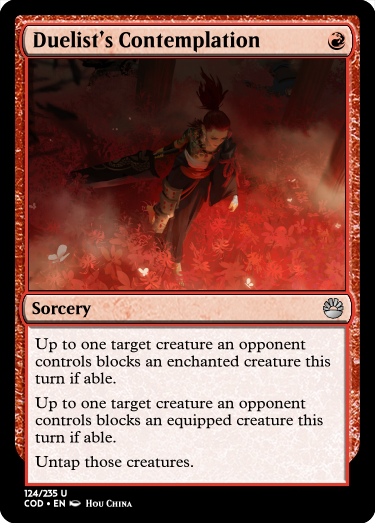 Duelist's Contemplation
Sorcery
Up to one target creature an opponent
controls blocks an enchanted creature this
turn if able.
Up to one target creature an opponent
controls blocks an equipped creature this
turn if able.
Untap those creatures.
124/235 U
COD • EN Hou China